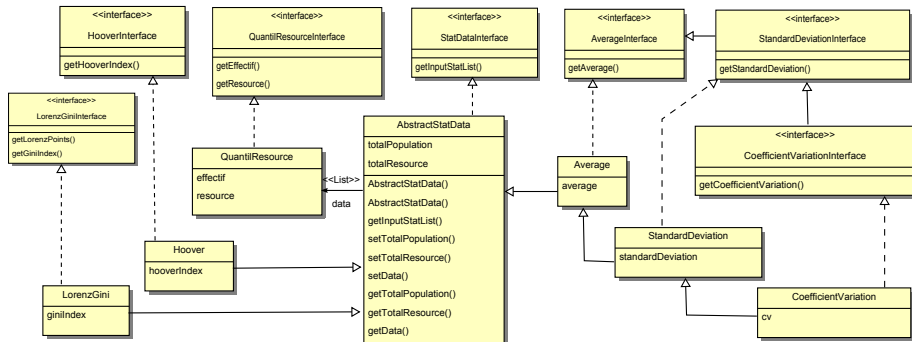 <<interface>>
HooverInterface
getHooverIndex()
<<interface>>
QuantilResourceInterface
getEffectif()
getResource()
<<interface>>
StatDataInterface
getInputStatList()
<<interface>>
AverageInterface
getAverage()
<<interface>>
StandardDeviationInterface
getStandardDeviation()
<<interface>>
LorenzGiniInterface
getLorenzPoints()
getGiniIndex()
QuantilResource
effectif
resource
<<List>>
data
AbstractStatData
totalPopulation
totalResource
AbstractStatData()
AbstractStatData()
getInputStatList()
setTotalPopulation()
setTotalResource()
setData()
getTotalPopulation()
getTotalResource()
getData()
Average
average
<<interface>>
CoefficientVariationInterface
getCoefficientVariation()
Hoover
hooverIndex
StandardDeviation
standardDeviation
LorenzGini
giniIndex
CoefficientVariation
cv